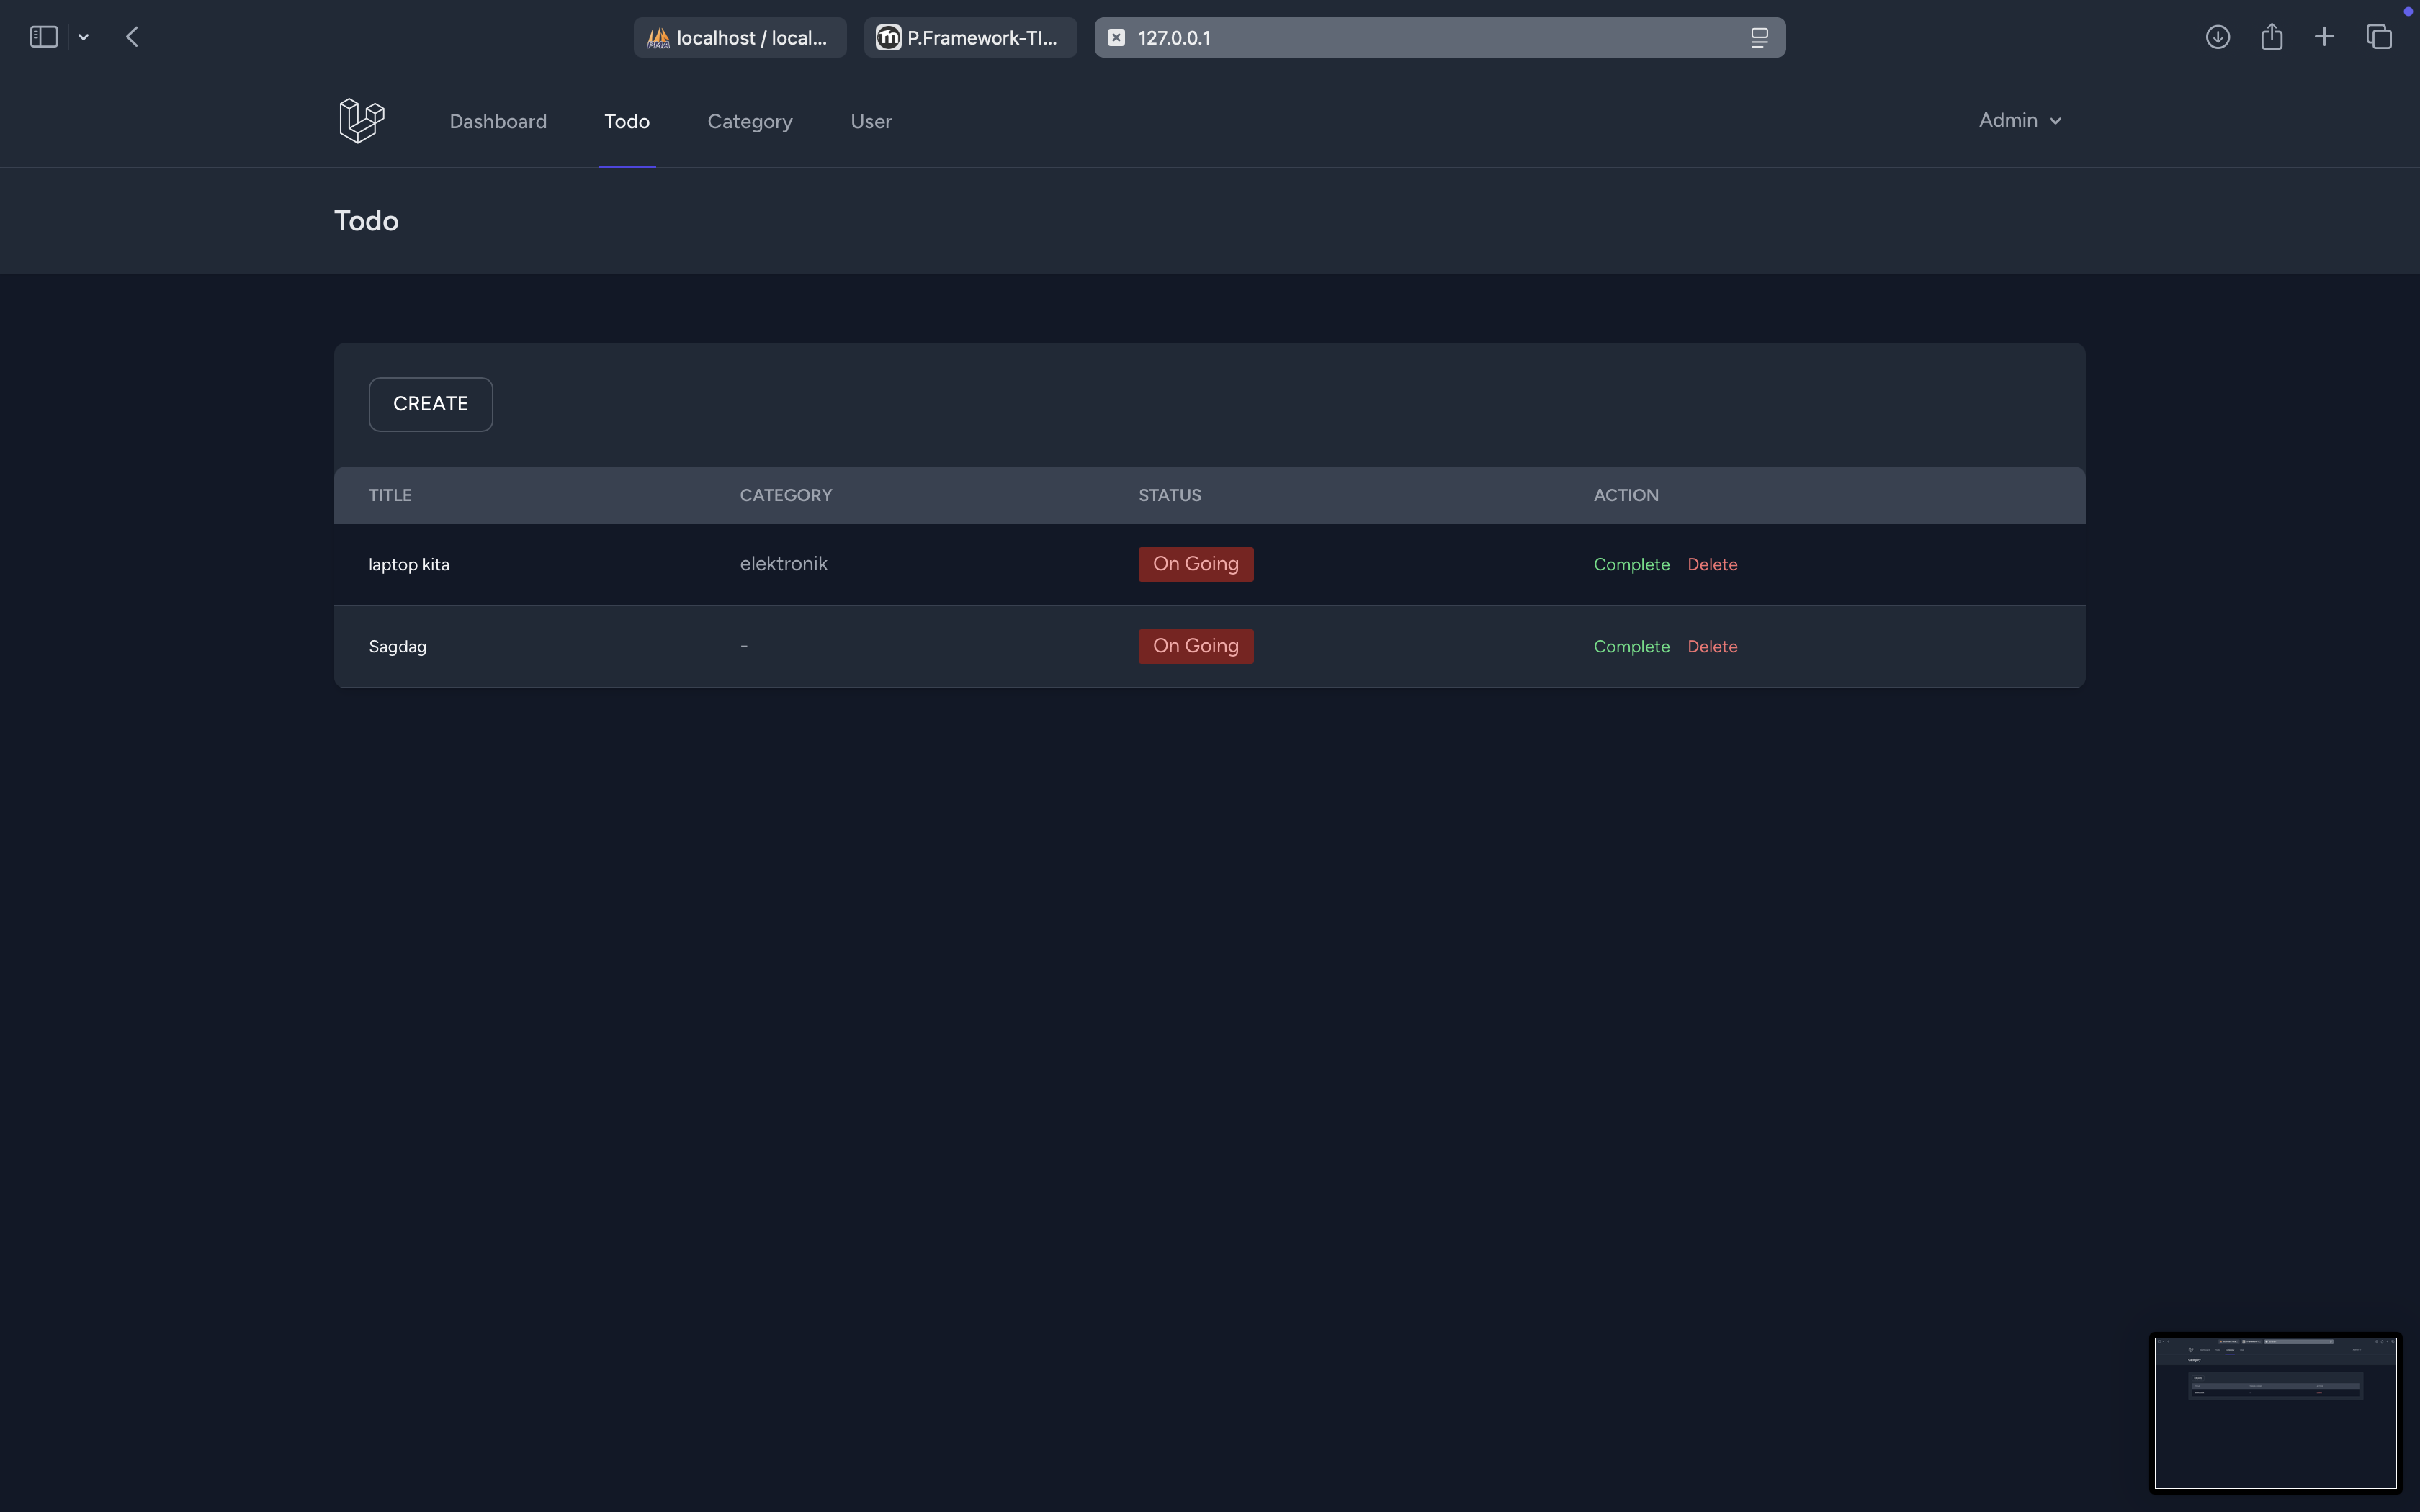 localhost / local...
P.Framework-TI...
127.0.0.1
Dashboard Todo Category User Admin
Todo
CREATE
TITLE CATEGORY STATUS ACTION
laptop kita elektronik On Going Complete Delete
Sagdag - On Going Complete Delete